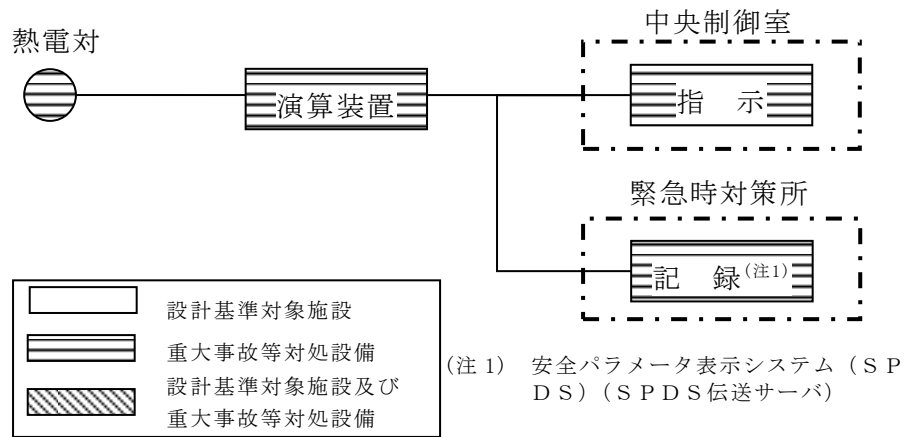 中央制御室
熱電対
演算装置
指　示
緊急時対策所
記　録(注1)
設計基準対象施設
重大事故等対処設備
設計基準対象施設及び
重大事故等対処設備
(注 1)　安全パラメータ表示システム（ＳＰ
ＤＳ）（ＳＰＤＳ伝送サーバ）